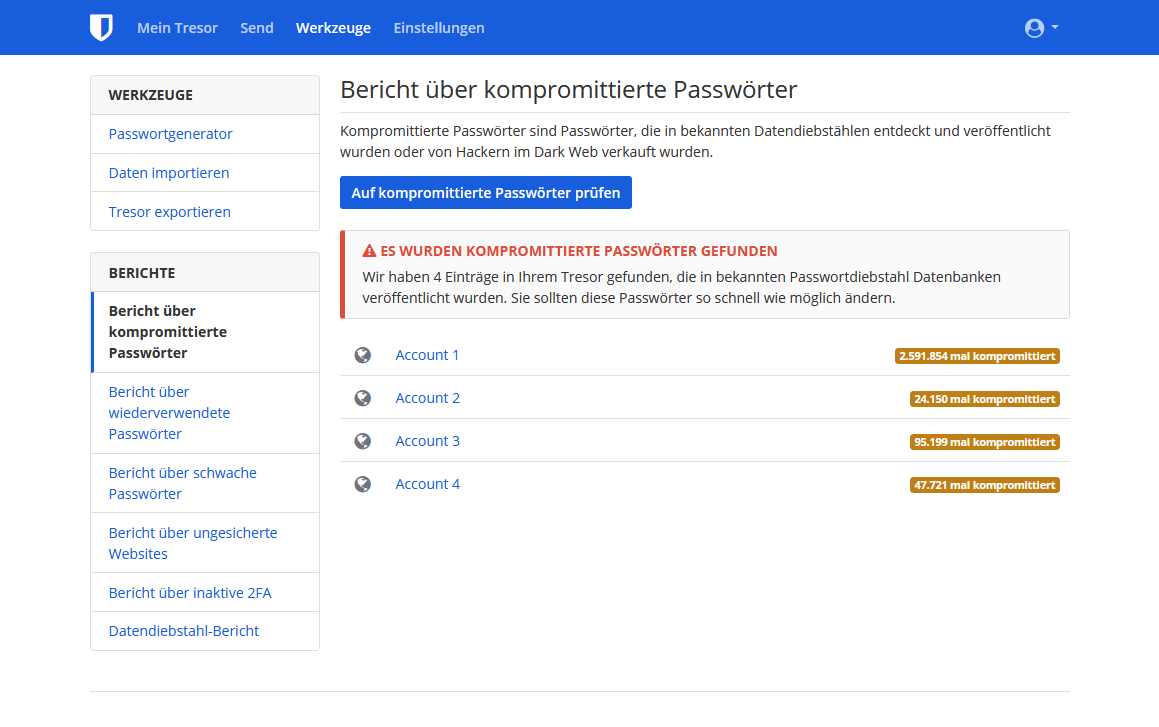 Mein Tresor Send Werkzeuge Einstellungen
WERKZEUGE
Passwortgenerator
Daten importieren
Tresor exportieren
BERICHTE
Bericht über
kompromittierte
Passwörter
Bericht über
wiederverwendete
Passwörter
Bericht über schwache
Passwörter
Bericht über ungesicherte
Websites
Bericht über inaktive 2FA
Datendiebstahl-Bericht
Bericht über kompromittierte Passwörter
Kompromittierte Passwörter sind Passwörter, die in bekannten Datendiebstählen entdeckt und veröffentlicht
wurden oder von Hackern im Dark Web verkauft wurden.
Auf kompromittierte Passwörter prüfen
ES WURDEN KOMPROMITTIERTE PASSWÖRTER GEFUNDEN
Wir haben 4 Einträge in Ihrem Tresor gefunden, die in bekannten Passwortdiebstahl Datenbanken
veröffentlicht wurden. Sie sollten diese Passwörter so schnell wie möglich ändern.
Account 1 2.591.854 mal kompromittiert
Account 2 24.150 mal kompromittiert
Account 3 95.199 mal kompromittiert
Account 4 47.721 mal kompromittiert